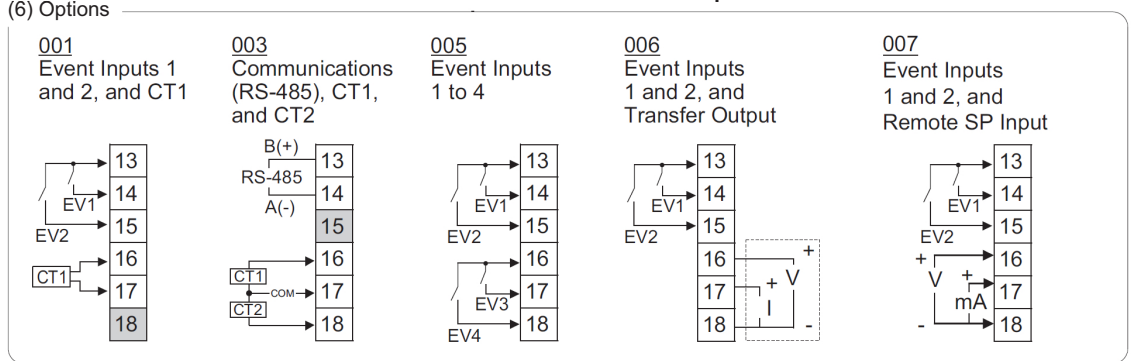 (6) Options
001
Event Inputs 1
and 2, and CT1
13
14
15
16
17
18
EV1
EV2
CT1
003
Communications
(RS-485), CT1,
and CT2
B(+)
RS-485
A(-)
13
14
15
16
17
18
CT1
COM
CT2
005
Event Inputs
1 to 4
13
14
15
16
17
18
EV1
EV2
EV3
EV4
006
Event Inputs
1 and 2, and
Transfer Output
13
14
15
16
17
18
EV1
EV2
+
V
+
I
-
007
Event Inputs
1 and 2, and
Remote SP Input
13
14
15
16
17
18
EV1
EV2
+
V
+
mA
-